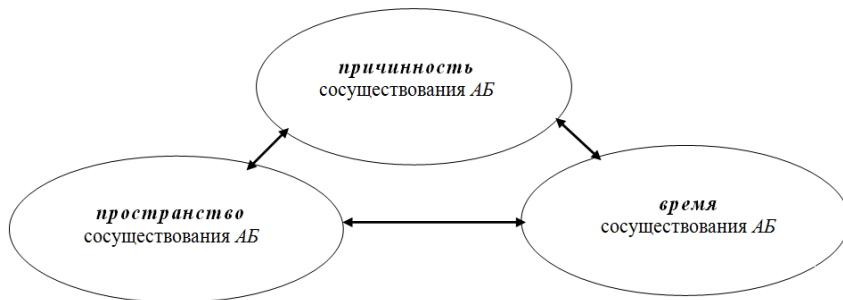 причинность
сосуществования АБ
пространство
сосуществования АБ
время
сосуществования АБ